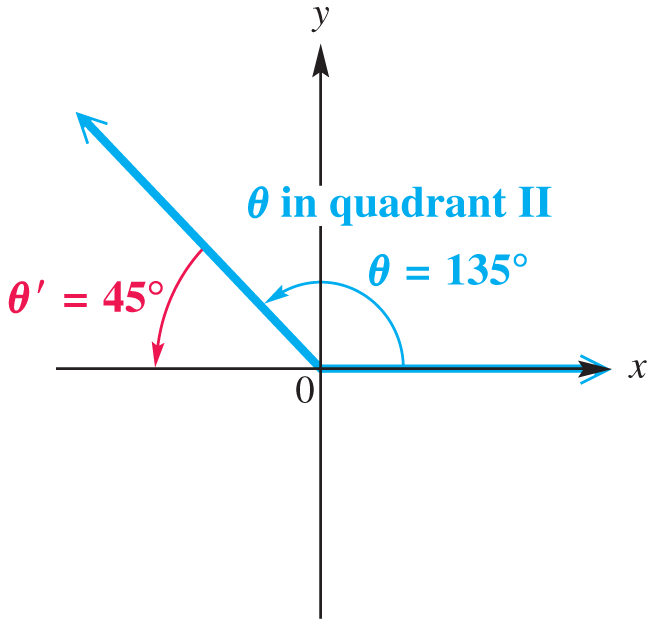 y
θ in quadrant II
θ = 135°
θ′ = 45°
x
0